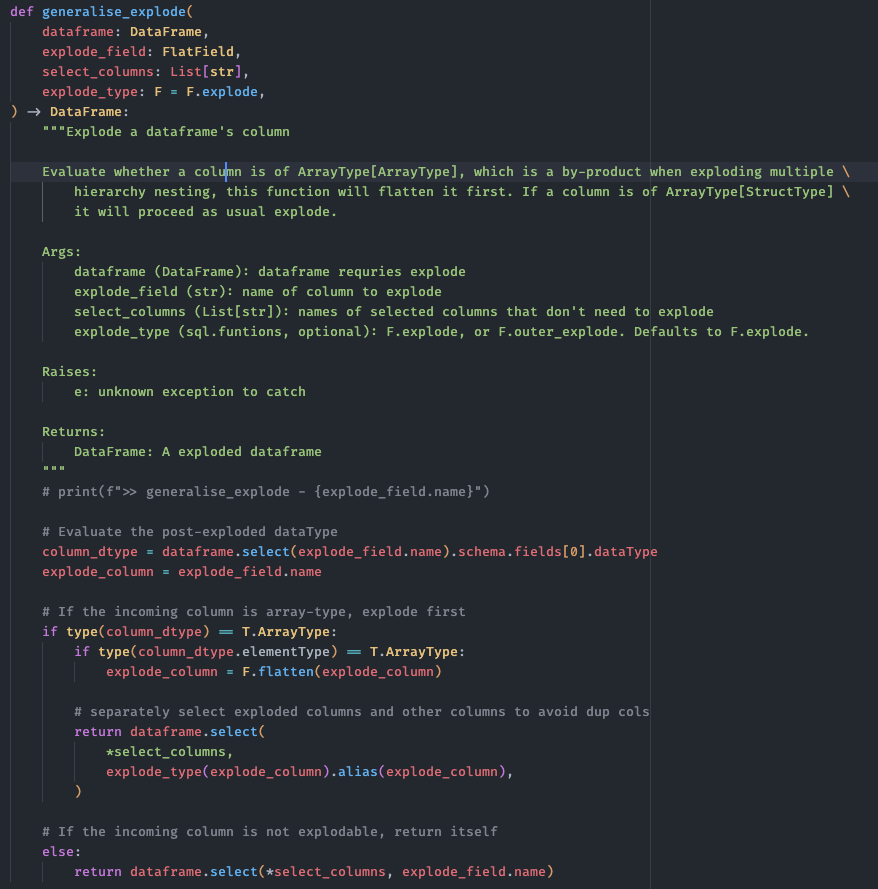 def generalise_explode(
    dataframe: DataFrame,
    explode_field: FlatField,
    select_columns: List[str],
    explode_type: F = F.explode,
) -> DataFrame:
    """Explode a dataframe's column

    Evaluate whether a column is of ArrayType[ArrayType], which is a by-product when exploding multiple \
        hierarchy nesting, this function will flatten it first. If a column is of ArrayType[StructType] \
        it will proceed as usual explode.

    Args:
        dataframe (DataFrame): dataframe requries explode
        explode_field (str): name of column to explode
        select_columns (List[str]): names of selected columns that don't need to explode
        explode_type (sql.funtions, optional): F.explode, or F.outer_explode. Defaults to F.explode.

    Raises:
        e: unknown exception to catch

    Returns:
        DataFrame: A exploded dataframe
    """
    # print(f">> generalise_explode - {explode_field.name}")

    # Evaluate the post-exploded dataType
    column_dtype = dataframe.select(explode_field.name).schema.fields[0].dataType
    explode_column = explode_field.name

    # If the incoming column is array-type, explode first
    if type(column_dtype) == T.ArrayType:
        if type(column_dtype.elementType) == T.ArrayType:
            explode_column = F.flatten(explode_column)

        # separately select exploded columns and other columns to avoid dup cols
        return dataframe.select(
            *select_columns,
            explode_type(explode_column).alias(explode_column),
        )

    # If the incoming column is not explodable, return itself
    else:
        return dataframe.select(*select_columns, explode_field.name)